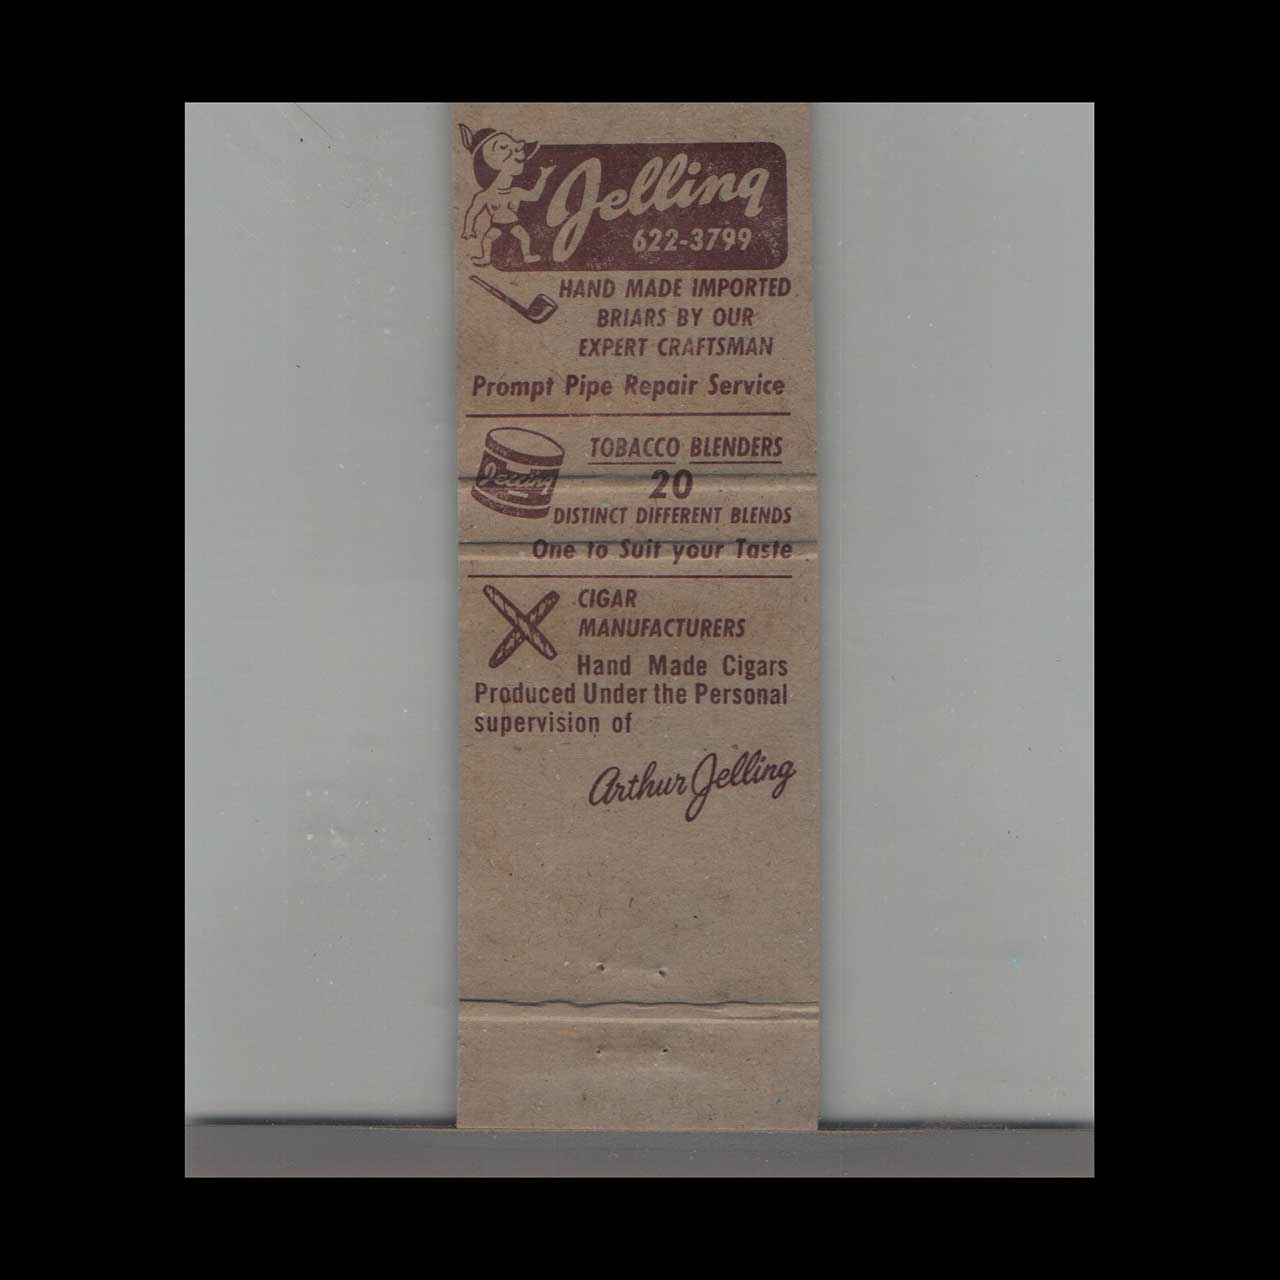 Jelling
622-3799
HAND MADE IMPORTED
BRIARS BY OUR
EXPERT CRAFTSMAN
Prompt Pipe Repair Service
TOBACCO BLENDERS
Jelling
20
DISTINCT DIFFERENT BLENDS
One to Suit your Taste
CIGAR
MANUFACTURERS
Hand Made Cigars
Produced Under the Personal
supervision of
Arthur Jelling